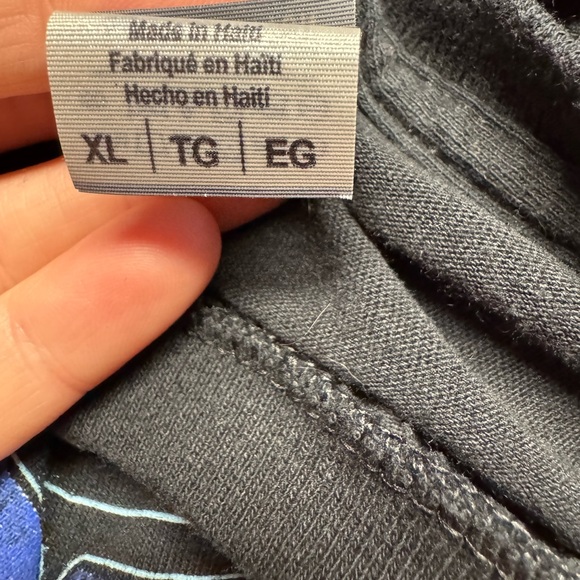 Made in Haiti
Fabriqué en Haïti
Hecho en Haití
XL | TG | EG